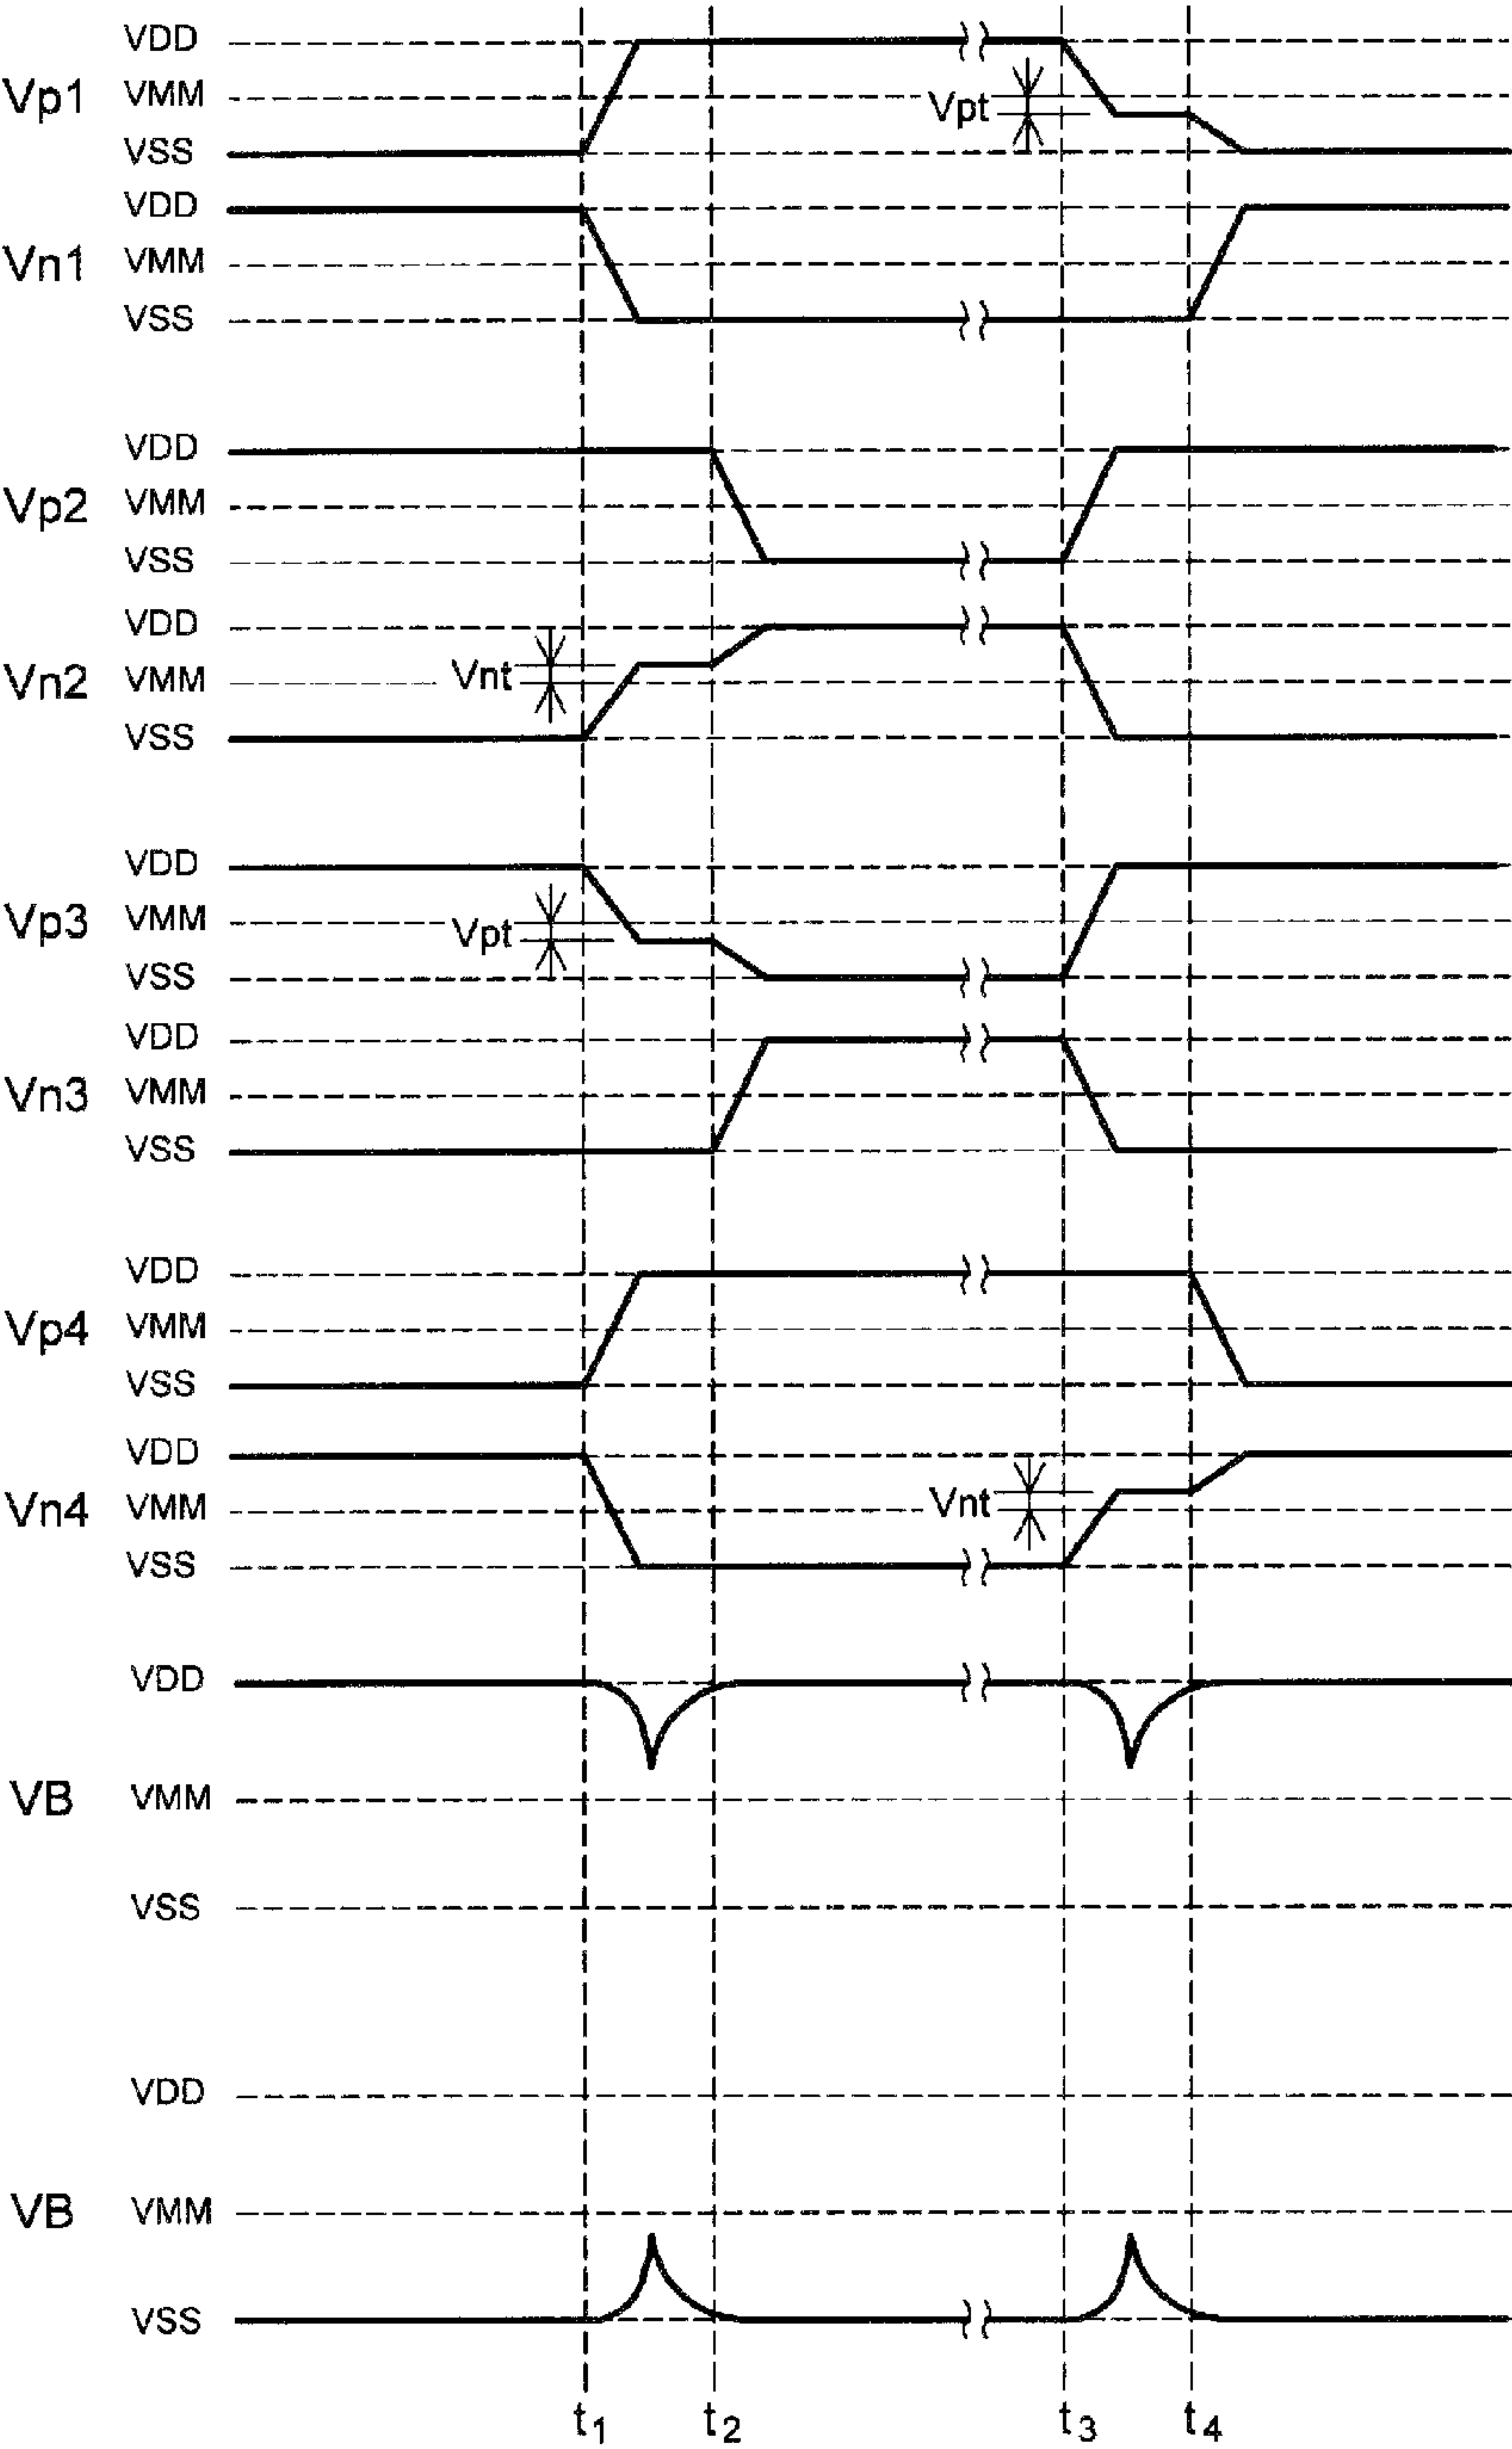 VDD
Vp1 VMM Vpt
VSS
VDD
Vn1 VMM
VSS
VDD
Vp2 VMM
VSS
VDD
Vn2 VMM Vnt
VSS
VDD
Vp3 VMM Vpt
VSS
VDD
Vn3 VMM
VSS
VDD
Vp4 VMM
VSS
VDD
Vn4 VMM Vnt
VSS
VDD
VB VMM
VSS
VDD
VB VMM
VSS
t1 t2 t3 t4